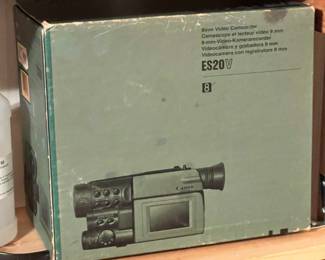 8mm Video Camcorder
Caméscope et lecteur vidéo 8 mm
8-mm-Video-Kamerarecorder
Videocámara y grabadora 8 mm
Videocamera con registratore 8 mm
ES20V
8
Canon